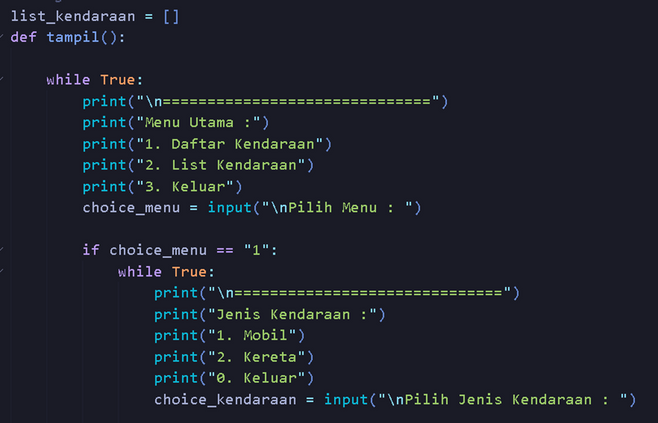 list_kendaraan = []
def tampil():
    while True:
        print("\n==============================")
        print("Menu Utama :")
        print("1. Daftar Kendaraan")
        print("2. List Kendaraan")
        print("3. Keluar")
        choice_menu = input("\nPilih Menu : ")
        if choice_menu == "1":
            while True:
                print("\n==============================")
                print("Jenis Kendaraan :")
                print("1. Mobil")
                print("2. Kereta")
                print("0. Keluar")
                choice_kendaraan = input("\nPilih Jenis Kendaraan : ")